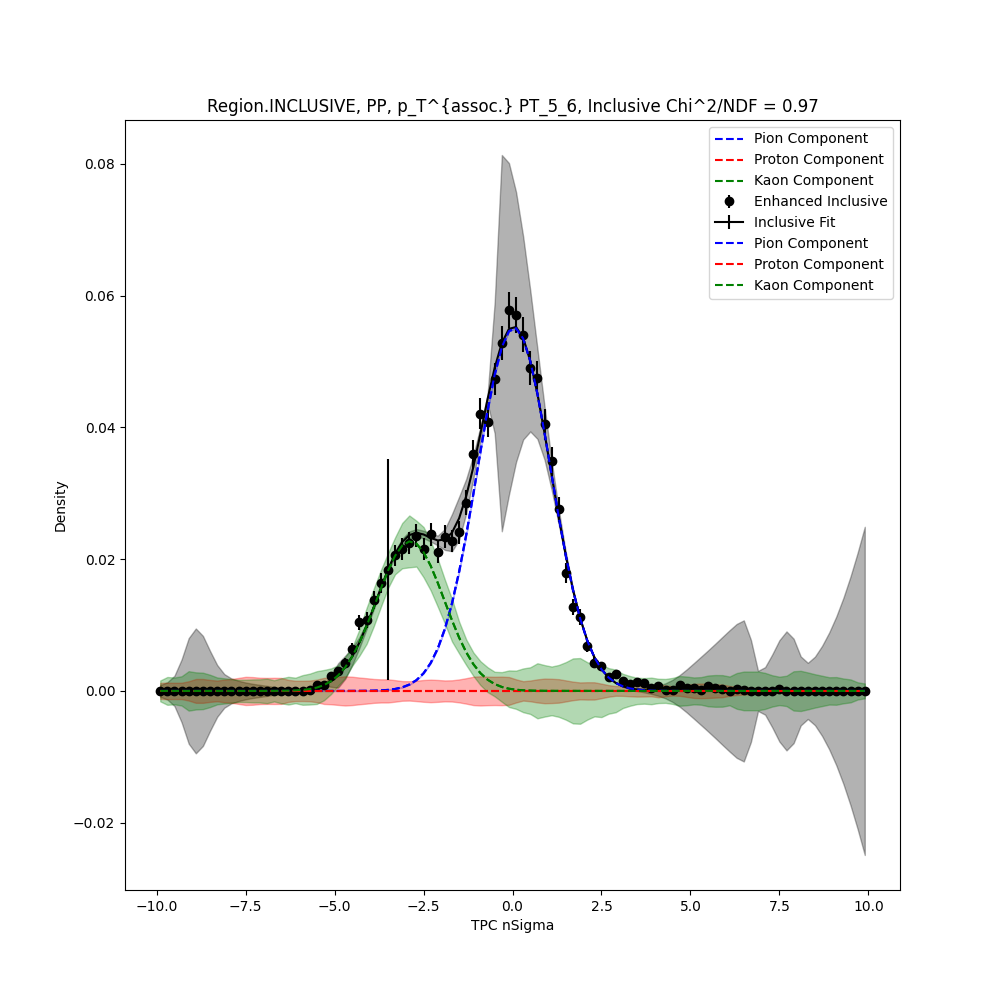 Region.INCLUSIVE, PP, p_T^{assoc.} PT_5_6, Inclusive Chi^2/NDF = 0.97
Pion Component
Proton Component
Kaon Component
Enhanced Inclusive
Inclusive Fit
Pion Component
Proton Component
Kaon Component
0.08
0.06
0.04
0.02
0.00
−0.02
Density
−10.0 −7.5 −5.0 −2.5 0.0 2.5 5.0 7.5 10.0
TPC nSigma